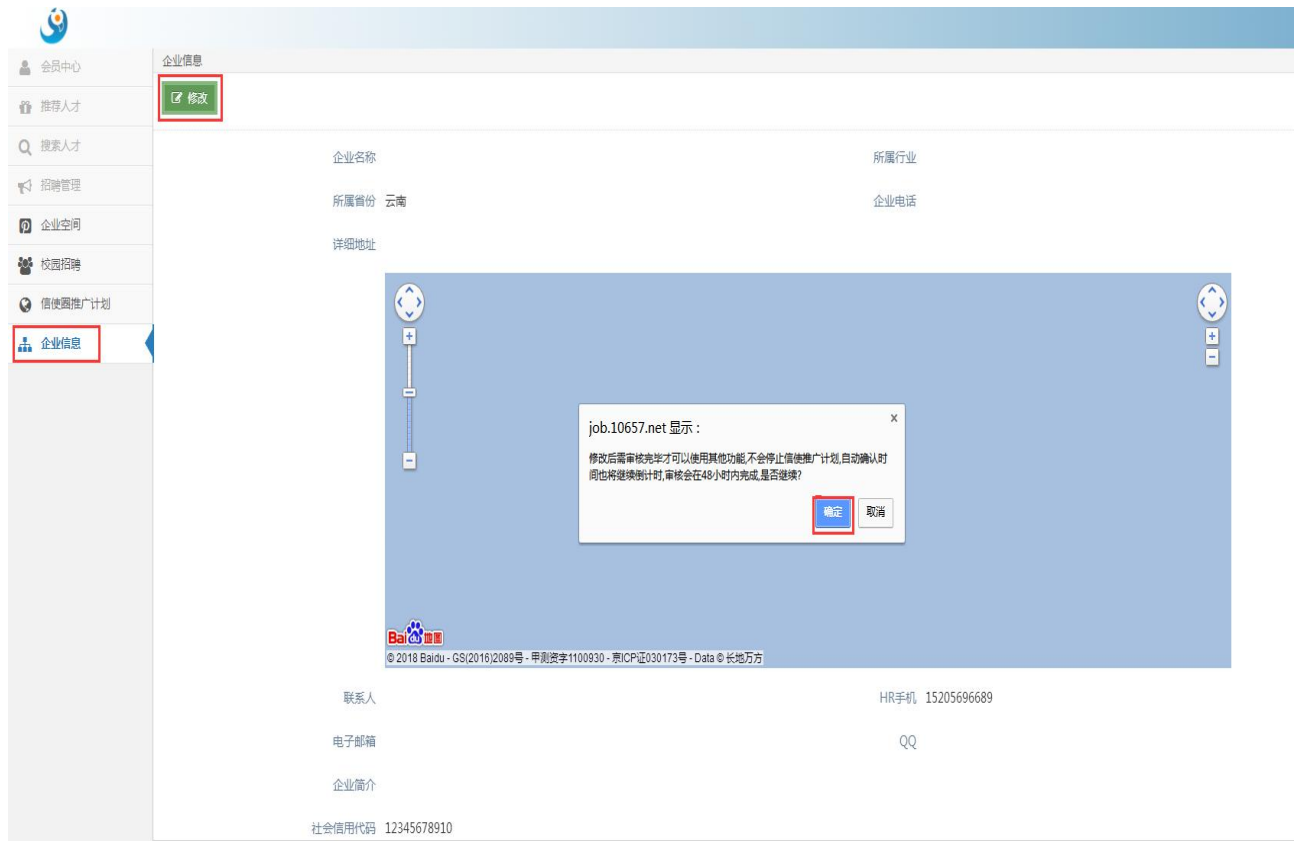 会员中心
推荐人才
搜索人才
招聘管理
企业空间
校园招聘
信使圈推广计划
企业信息
企业信息
修改
企业名称
所属行业
所属省份 云南
企业电话
详细地址
job.10657.net 显示：
修改后需审核完毕才可以使用其他功能,不会停止信使推广计划,自动确认时
间也将继续倒计时,审核会在48小时内完成,是否继续?
确定 取消
Bai du 地图
© 2018 Baidu - GS(2016)2089号 - 甲测资字1100930 - 京ICP证030173号 - Data © 长地万方
联系人
HR手机 15205696689
电子邮箱
QQ
企业简介
社会信用代码 12345678910